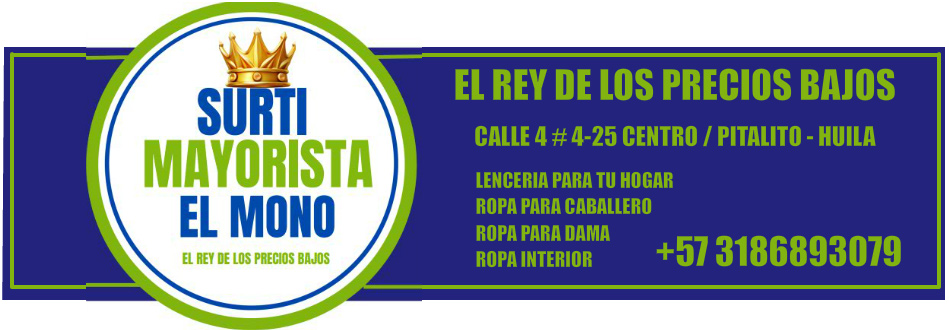 SURTI
MAYORISTA
EL MONO
EL REY DE LOS PRECIOS BAJOS
EL REY DE LOS PRECIOS BAJOS
CALLE 4 # 4-25 CENTRO / PITALITO - HUILA
LENCERIA PARA TU HOGAR
ROPA PARA CABALLERO
ROPA PARA DAMA
ROPA INTERIOR
+57 3186893079